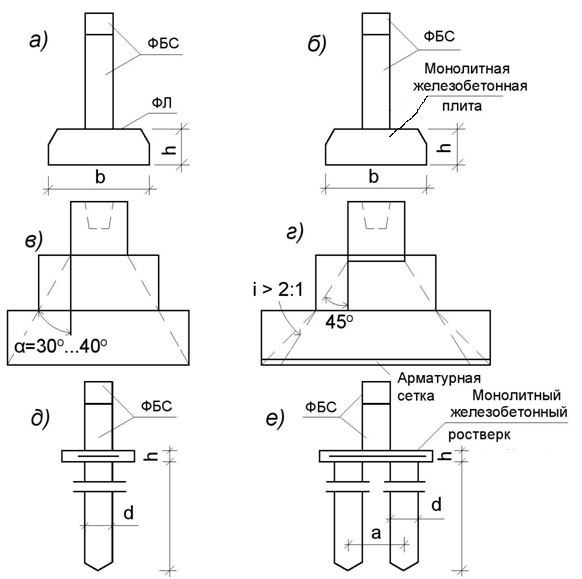 а)
ФБС
ФЛ
h
b
б)
ФБС
Монолитная
железобетонная
плита
h
b
в)
α=30°...40°
г)
i > 2:1
45°
Арматурная
сетка
д)
ФБС
h
d
е)
ФБС
Монолитный
железобетонный
ростверк
h
d
a